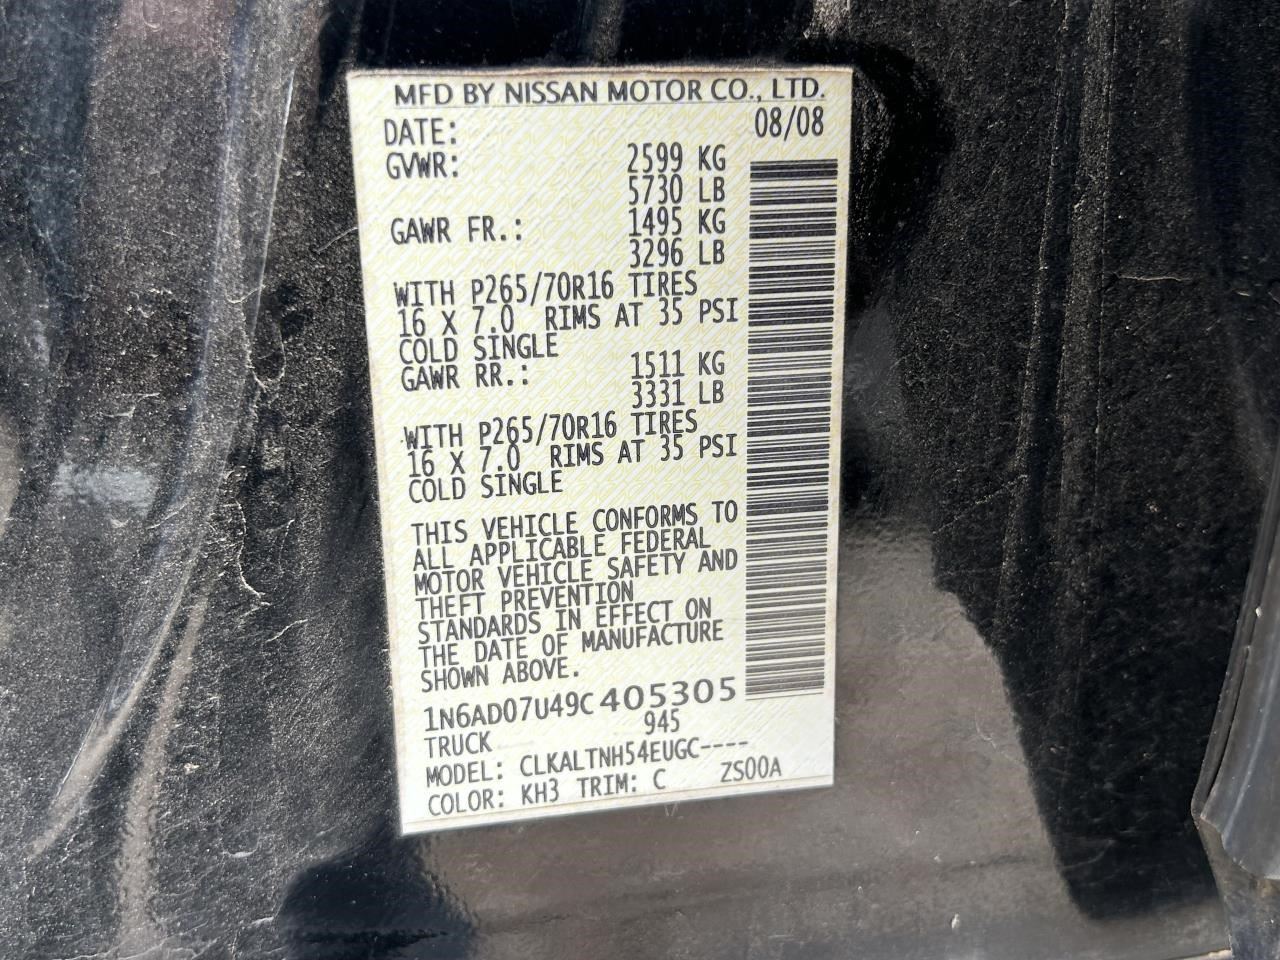 MFD BY NISSAN MOTOR CO., LTD.
DATE: 08/08
GVWR: 2599 KG
5730 LB
GAWR FR.: 1495 KG
3296 LB
WITH P265/70R16 TIRES
16 X 7.0 RIMS AT 35 PSI
COLD SINGLE
GAWR RR.: 1511 KG
3331 LB
WITH P265/70R16 TIRES
16 X 7.0 RIMS AT 35 PSI
COLD SINGLE
THIS VEHICLE CONFORMS TO
ALL APPLICABLE FEDERAL
MOTOR VEHICLE SAFETY AND
THEFT PREVENTION
STANDARDS IN EFFECT ON
THE DATE OF MANUFACTURE
SHOWN ABOVE.
1N6AD07U49C405305
TRUCK 945
MODEL: CLKALTNH54EUGC----
COLOR: KH3 TRIM: C ZS00A